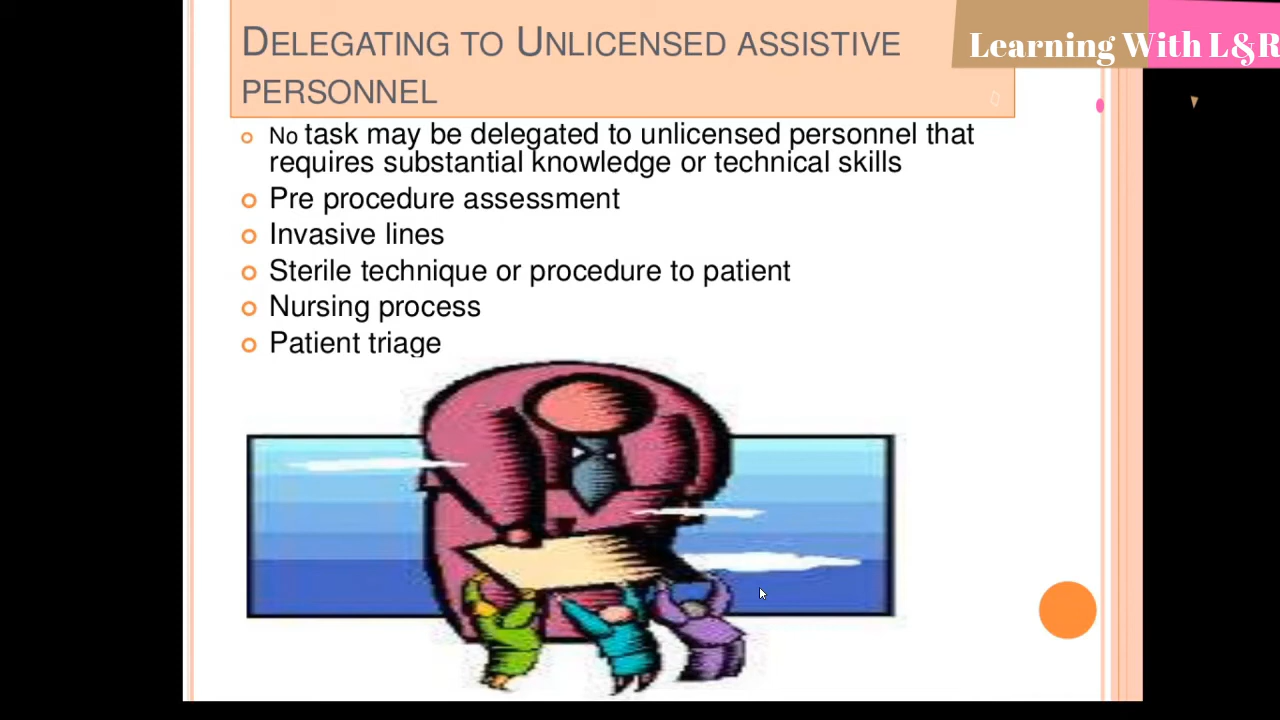 DELEGATING TO UNLICENSED ASSISTIVE
PERSONNEL
Learning With L&R
No task may be delegated to unlicensed personnel that
requires substantial knowledge or technical skills
Pre procedure assessment
Invasive lines
Sterile technique or procedure to patient
Nursing process
Patient triage